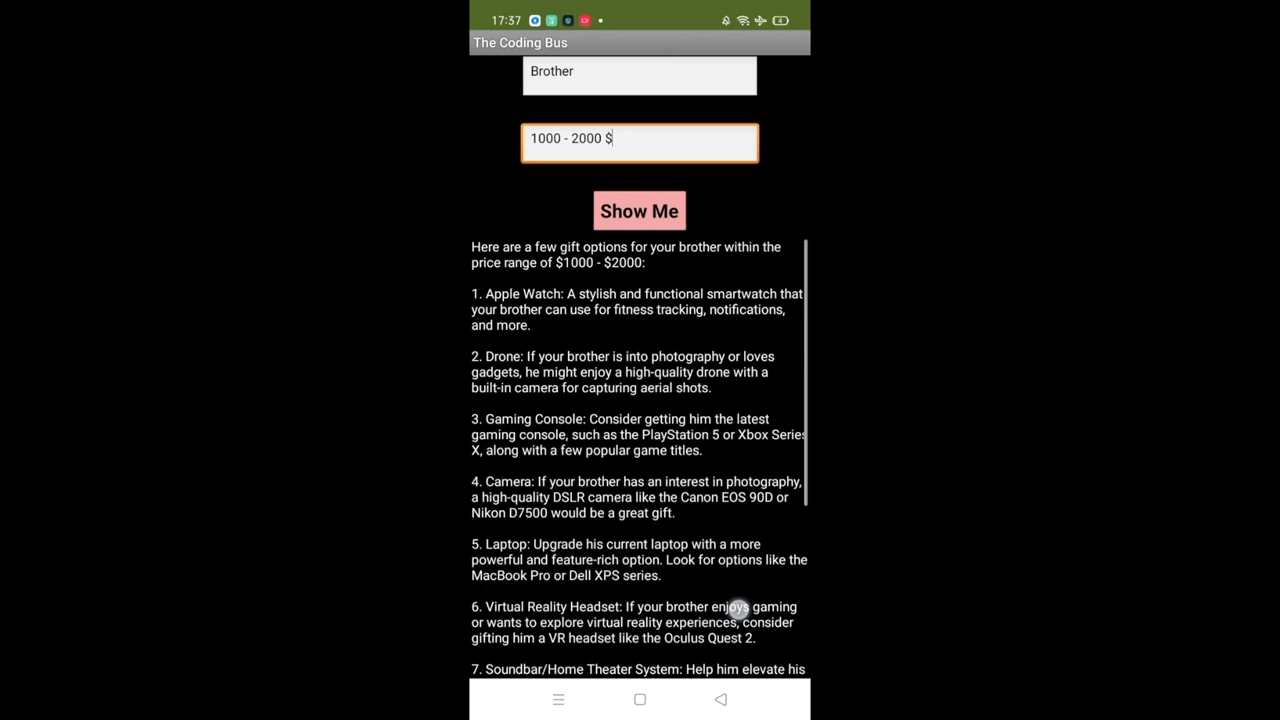 17:37
4
The Coding Bus
Brother
1000 - 2000 $
Show Me
Here are a few gift options for your brother within the
price range of $1000 - $2000:
1. Apple Watch: A stylish and functional smartwatch that
your brother can use for fitness tracking, notifications,
and more.
2. Drone: If your brother is into photography or loves
gadgets, he might enjoy a high-quality drone with a
built-in camera for capturing aerial shots.
3. Gaming Console: Consider getting him the latest
gaming console, such as the PlayStation 5 or Xbox Series
X, along with a few popular game titles.
4. Camera: If your brother has an interest in photography,
a high-quality DSLR camera like the Canon EOS 90D or
Nikon D7500 would be a great gift.
5. Laptop: Upgrade his current laptop with a more
powerful and feature-rich option. Look for options like the
MacBook Pro or Dell XPS series.
6. Virtual Reality Headset: If your brother enjoys gaming
or wants to explore virtual reality experiences, consider
gifting him a VR headset like the Oculus Quest 2.
7. Soundbar/Home Theater System: Help him elevate his